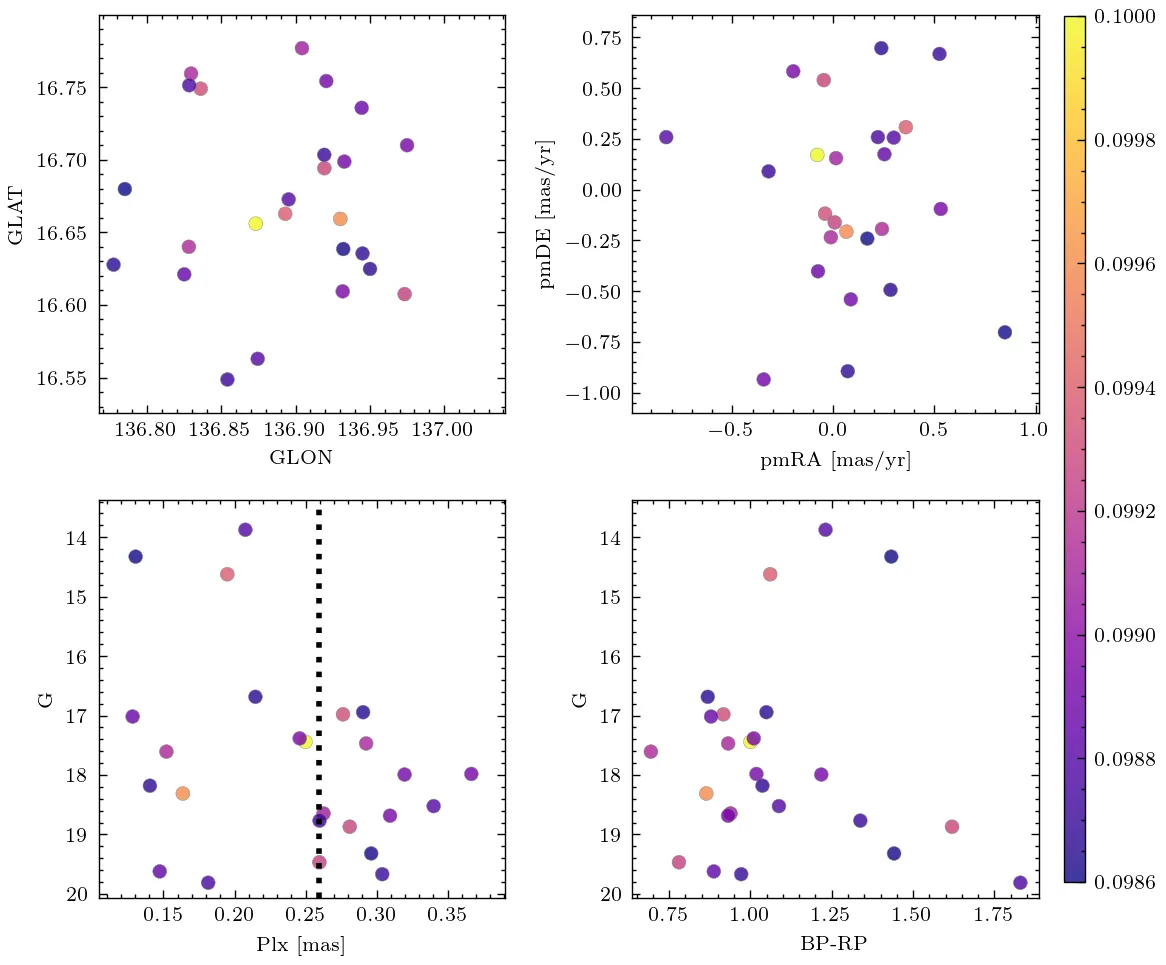 16.75
16.70
16.65
16.60
16.55
GLAT
136.80 136.85 136.90 136.95 137.00
GLON
0.75
0.50
0.25
0.00
−0.25
−0.50
−0.75
−1.00
pmDE [mas/yr]
−0.5 0.0 0.5 1.0
pmRA [mas/yr]
14
15
16
17
18
19
20
G
0.15 0.20 0.25 0.30 0.35
Plx [mas]
14
15
16
17
18
19
20
G
0.75 1.00 1.25 1.50 1.75
BP-RP
0.1000
0.0998
0.0996
0.0994
0.0992
0.0990
0.0988
0.0986